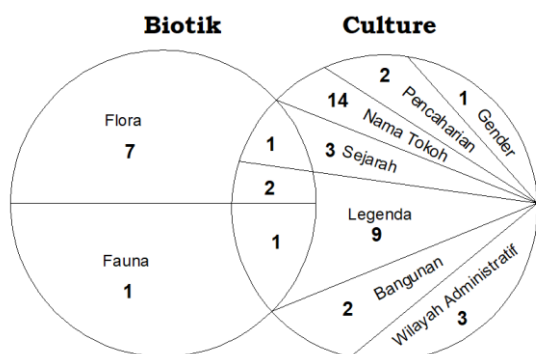 Biotik
Culture
Flora
7
Fauna
1
1
2
1
14
Nama Tokoh
2
Pencaharian
1
Gender
3 Sejarah
Legenda
9
2
Bangunan
Wilayah Administratif
3